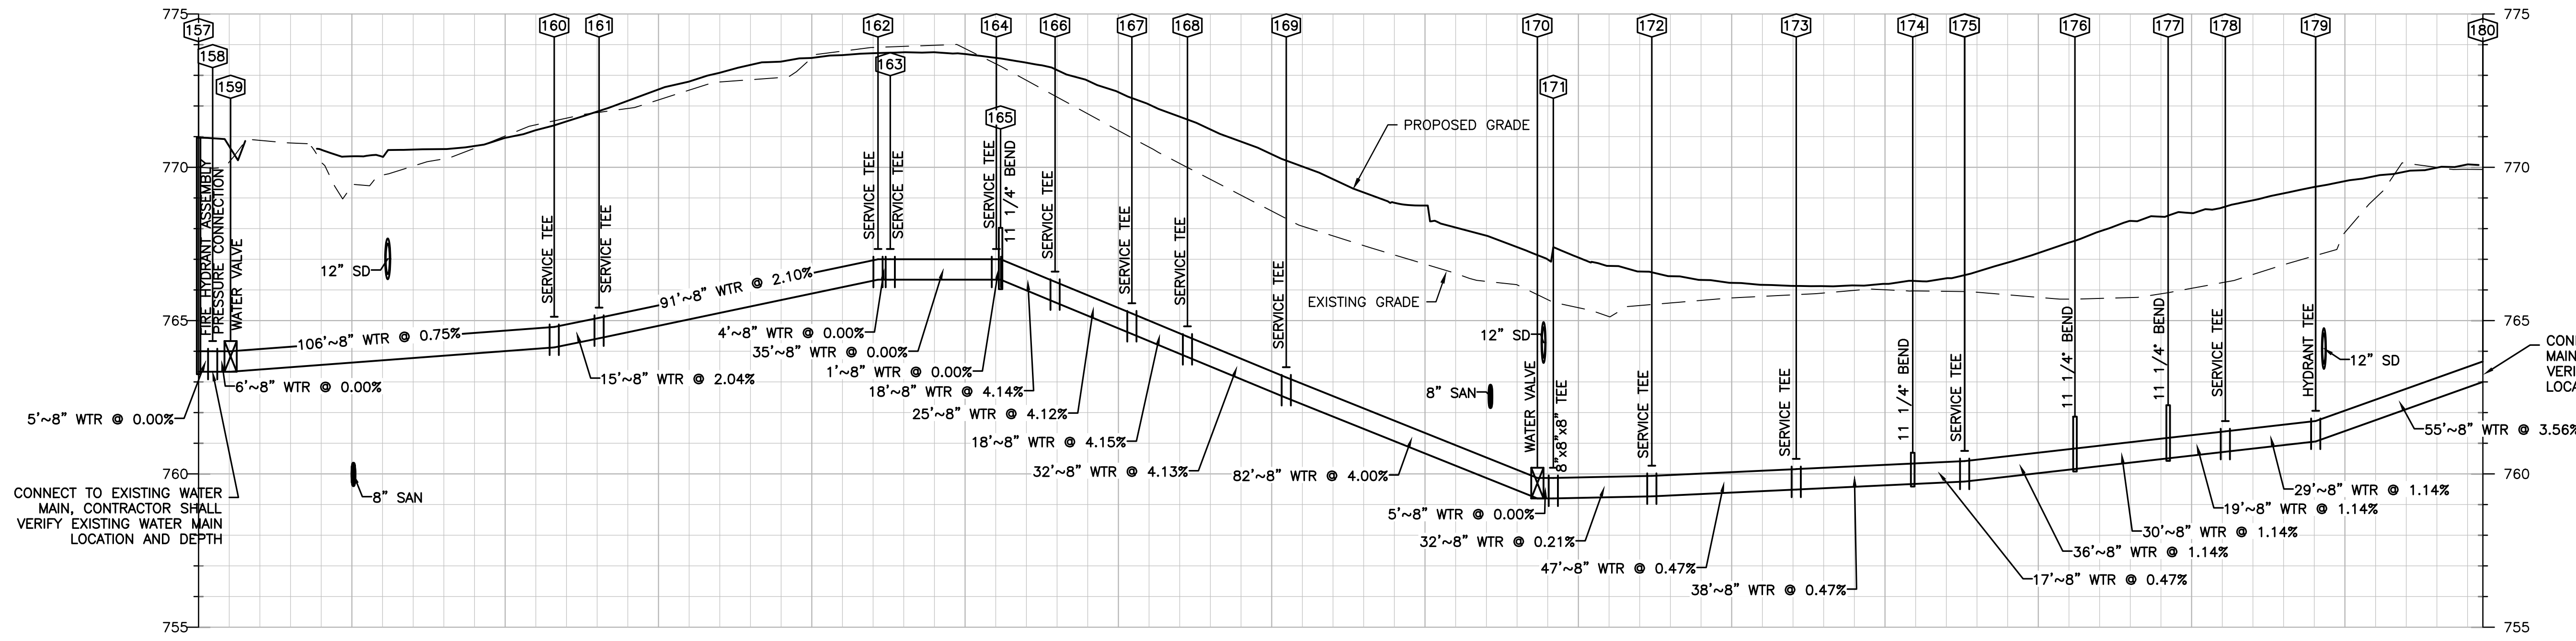 775
775
157
158
159
160
161
162
163
164
165
166
167
168
169
170
171
172
173
174
175
176
177
178
179
180
770
770
765
765
760
760
755
755
PROPOSED GRADE
EXISTING GRADE
FIRE HYDRANT ASSEMBLY
PRESSURE CONNECTION
WATER VALVE
SERVICE TEE
SERVICE TEE
SERVICE TEE
SERVICE TEE
SERVICE TEE
11 1/4° BEND
SERVICE TEE
SERVICE TEE
SERVICE TEE
SERVICE TEE
WATER VALVE
8"x8"x8" TEE
SERVICE TEE
SERVICE TEE
11 1/4° BEND
SERVICE TEE
11 1/4° BEND
11 1/4° BEND
SERVICE TEE
HYDRANT TEE
12" SD
8" SAN
12" SD
8" SAN
12" SD
5'~8" WTR @ 0.00%
6'~8" WTR @ 0.00%
106'~8" WTR @ 0.75%
15'~8" WTR @ 2.04%
91'~8" WTR @ 2.10%
4'~8" WTR @ 0.00%
35'~8" WTR @ 0.00%
1'~8" WTR @ 0.00%
18'~8" WTR @ 4.14%
25'~8" WTR @ 4.12%
18'~8" WTR @ 4.15%
32'~8" WTR @ 4.13%
82'~8" WTR @ 4.00%
5'~8" WTR @ 0.00%
32'~8" WTR @ 0.21%
47'~8" WTR @ 0.47%
38'~8" WTR @ 0.47%
17'~8" WTR @ 0.47%
36'~8" WTR @ 1.14%
30'~8" WTR @ 1.14%
19'~8" WTR @ 1.14%
29'~8" WTR @ 1.14%
55'~8" WTR @ 3.56%
CONNECT TO EXISTING WATER
MAIN, CONTRACTOR SHALL
VERIFY EXISTING WATER MAIN
LOCATION AND DEPTH